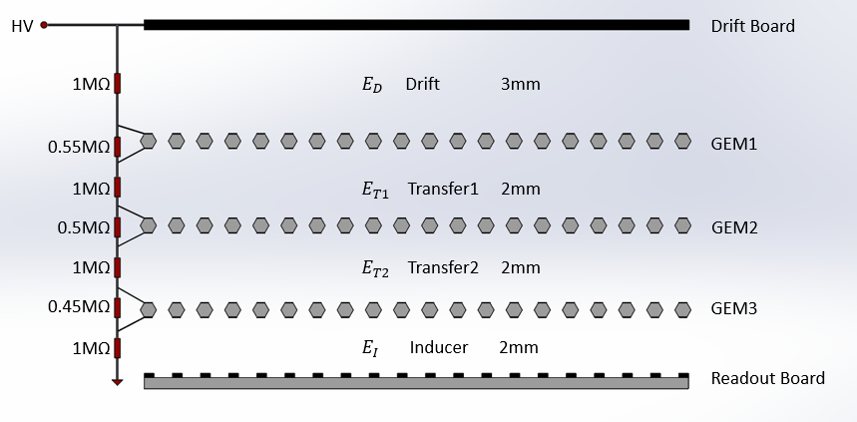 HV Drift Board
1MΩ E_D Drift 3mm
0.55MΩ GEM1
1MΩ E_T1 Transfer1 2mm
0.5MΩ GEM2
1MΩ E_T2 Transfer2 2mm
0.45MΩ GEM3
1MΩ E_I Inducer 2mm
Readout Board